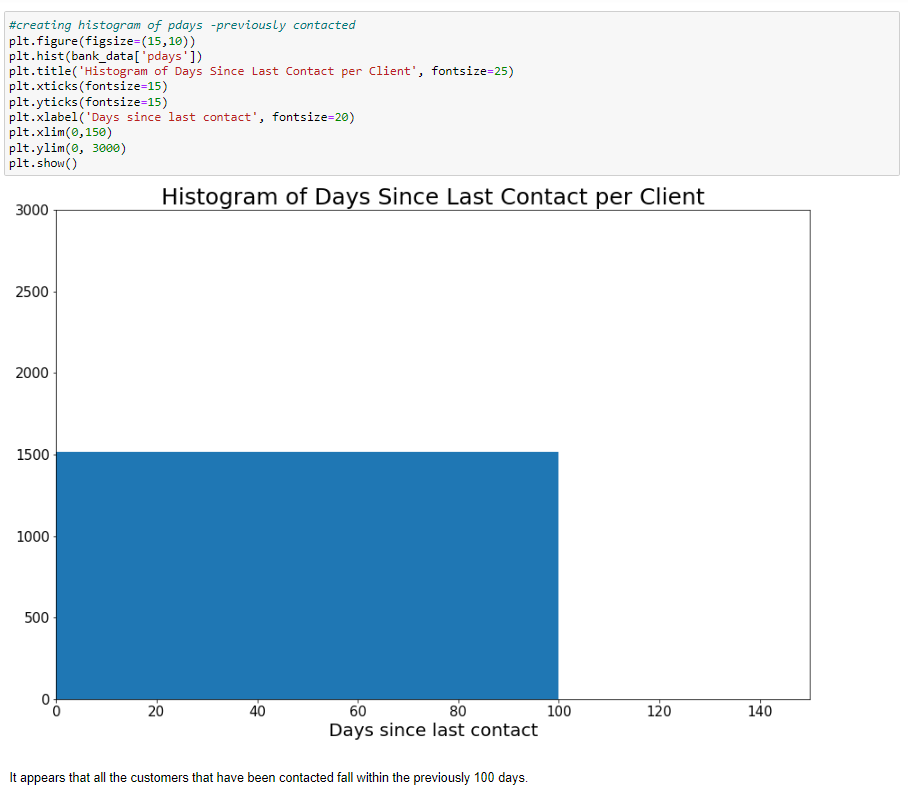 #creating histogram of pdays -previously contacted
plt.figure(figsize=(15,10))
plt.hist(bank_data['pdays'])
plt.title('Histogram of Days Since Last Contact per Client', fontsize=25)
plt.xticks(fontsize=15)
plt.yticks(fontsize=15)
plt.xlabel('Days since last contact', fontsize=20)
plt.xlim(0,150)
plt.ylim(0, 3000)
plt.show()
Histogram of Days Since Last Contact per Client
3000
2500
2000
1500
1000
500
0
0 20 40 60 80 100 120 140
Days since last contact
It appears that all the customers that have been contacted fall within the previously 100 days.